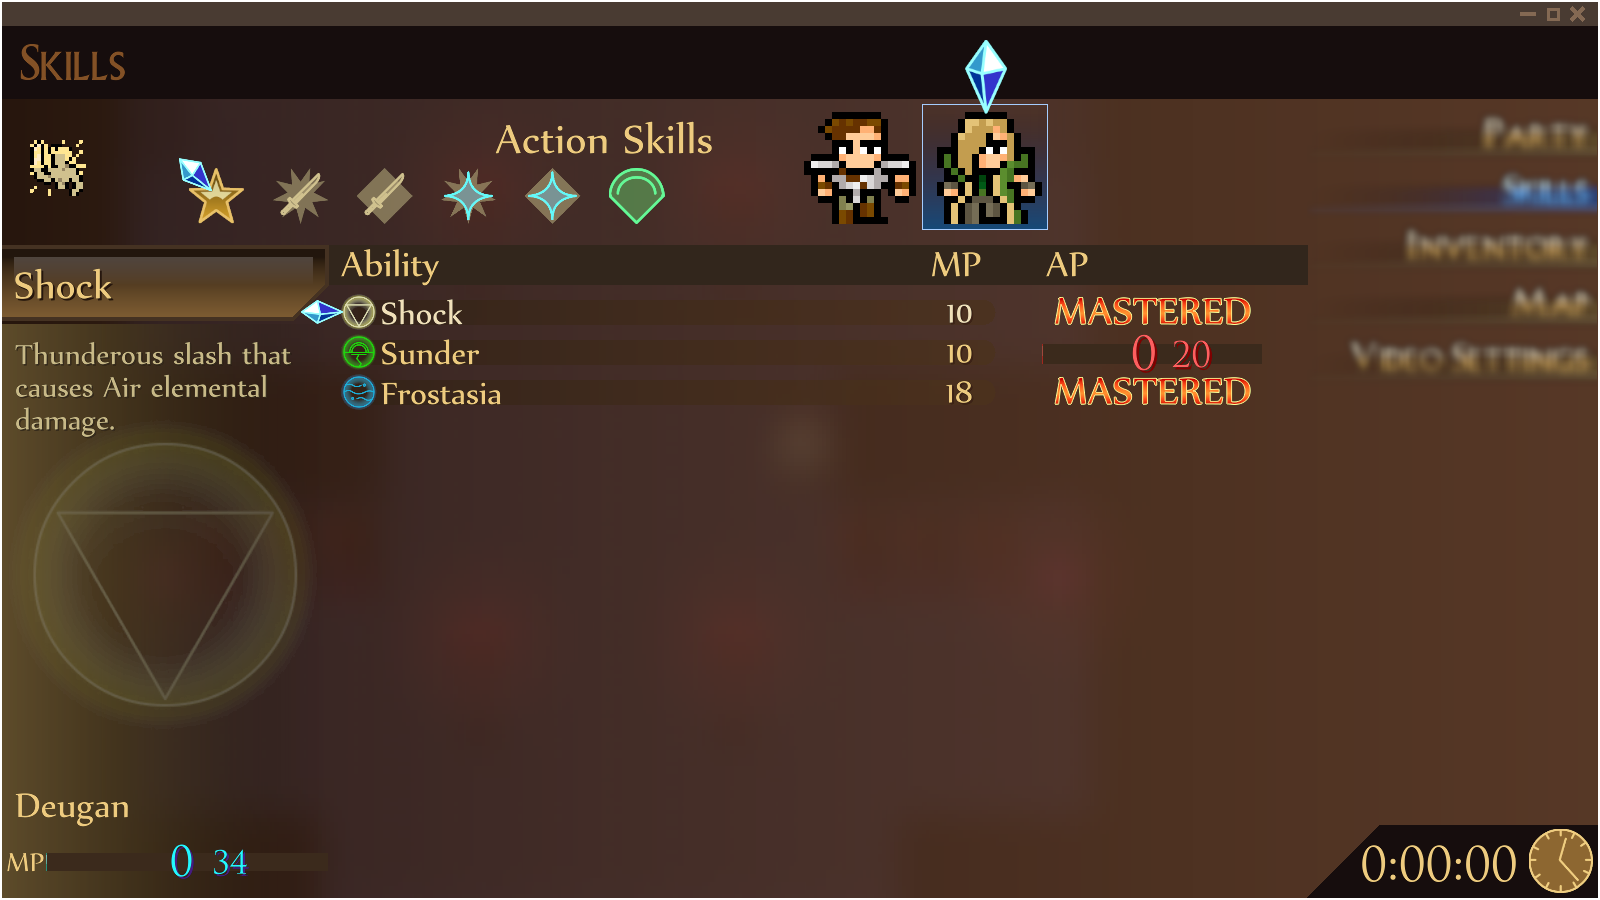 Skills
Action Skills
Party
Skills
Inventory
Map
Video Settings
Shock
Ability MP AP
Shock 10 MASTERED
Sunder 10 0 20
Frostasia 18 MASTERED
Thunderous slash that
causes Air elemental
damage.
Deugan
MP 0 34
0:00:00